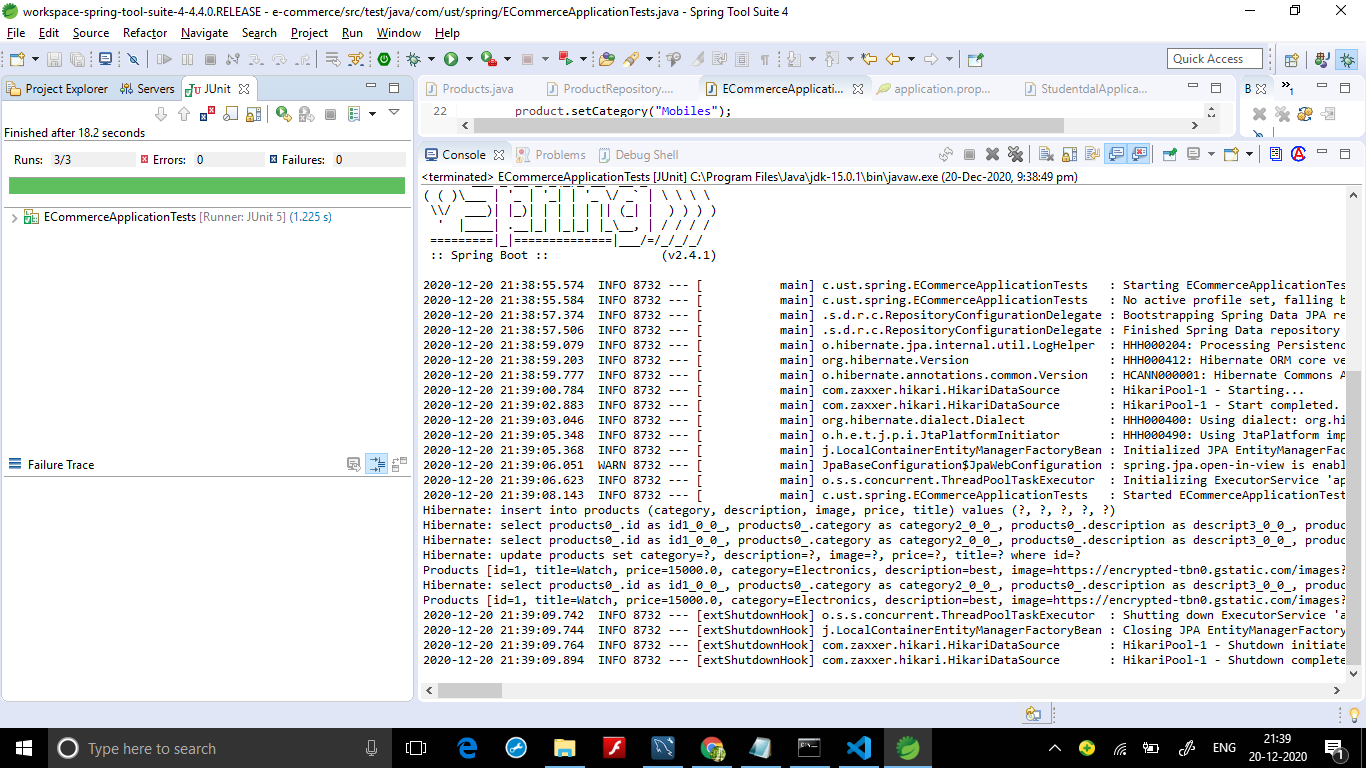 workspace-spring-tool-suite-4-4.4.0.RELEASE - e-commerce/src/test/java/com/ust/spring/ECommerceApplicationTests.java - Spring Tool Suite 4
File Edit Source Refactor Navigate Search Project Run Window Help
Quick Access
Project Explorer Servers JUnit
Finished after 18.2 seconds
Runs: 3/3 Errors: 0 Failures: 0
ECommerceApplicationTests [Runner: JUnit 5] (1.225 s)
Failure Trace
Products.java ProductRepository.... ECommerceApplicati... application.prop... StudentdalApplica...
B 1
22 product.setCategory("Mobiles");
Console Problems Debug Shell
<terminated> ECommerceApplicationTests [JUnit] C:\Program Files\Java\jdk-15.0.1\bin\javaw.exe (20-Dec-2020, 9:38:49 pm)
( ( )\___ | '_ | '_| | '_ \/ _` | \ \ \ \
\\/ ___)| |_)| | | | | || (_| | ) ) ) )
' |____| .__|_| |_|_| |_\__, | / / / /
=========|_|==============|___/=/_/_/_/
:: Spring Boot :: (v2.4.1)
2020-12-20 21:38:55.574 INFO 8732 --- [ main] c.ust.spring.ECommerceApplicationTests : Starting ECommerceApplicationTes
2020-12-20 21:38:55.584 INFO 8732 --- [ main] c.ust.spring.ECommerceApplicationTests : No active profile set, falling b
2020-12-20 21:38:57.374 INFO 8732 --- [ main] .s.d.r.c.RepositoryConfigurationDelegate : Bootstrapping Spring Data JPA re
2020-12-20 21:38:57.506 INFO 8732 --- [ main] .s.d.r.c.RepositoryConfigurationDelegate : Finished Spring Data repository
2020-12-20 21:38:59.079 INFO 8732 --- [ main] o.hibernate.jpa.internal.util.LogHelper : HHH000204: Processing Persistenc
2020-12-20 21:38:59.203 INFO 8732 --- [ main] org.hibernate.Version : HHH000412: Hibernate ORM core ve
2020-12-20 21:38:59.777 INFO 8732 --- [ main] o.hibernate.annotations.common.Version : HCANN000001: Hibernate Commons A
2020-12-20 21:39:00.784 INFO 8732 --- [ main] com.zaxxer.hikari.HikariDataSource : HikariPool-1 - Starting...
2020-12-20 21:39:02.883 INFO 8732 --- [ main] com.zaxxer.hikari.HikariDataSource : HikariPool-1 - Start completed.
2020-12-20 21:39:03.046 INFO 8732 --- [ main] org.hibernate.dialect.Dialect : HHH000400: Using dialect: org.hi
2020-12-20 21:39:05.348 INFO 8732 --- [ main] o.h.e.t.j.p.i.JtaPlatformInitiator : HHH000490: Using JtaPlatform imp
2020-12-20 21:39:05.368 INFO 8732 --- [ main] j.LocalContainerEntityManagerFactoryBean : Initialized JPA EntityManagerFac
2020-12-20 21:39:06.051 WARN 8732 --- [ main] JpaBaseConfiguration$JpaWebConfiguration : spring.jpa.open-in-view is enabl
2020-12-20 21:39:06.623 INFO 8732 --- [ main] o.s.s.concurrent.ThreadPoolTaskExecutor : Initializing ExecutorService 'ap
2020-12-20 21:39:08.143 INFO 8732 --- [ main] c.ust.spring.ECommerceApplicationTests : Started ECommerceApplicationTest
Hibernate: insert into products (category, description, image, price, title) values (?, ?, ?, ?, ?)
Hibernate: select products0_.id as id1_0_0_, products0_.category as category2_0_0_, products0_.description as descript3_0_0_, produc
Hibernate: select products0_.id as id1_0_0_, products0_.category as category2_0_0_, products0_.description as descript3_0_0_, produc
Hibernate: update products set category=?, description=?, image=?, price=?, title=? where id=?
Products [id=1, title=Watch, price=15000.0, category=Electronics, description=best, image=https://encrypted-tbn0.gstatic.com/images?
Hibernate: select products0_.id as id1_0_0_, products0_.category as category2_0_0_, products0_.description as descript3_0_0_, produc
Products [id=1, title=Watch, price=15000.0, category=Electronics, description=best, image=https://encrypted-tbn0.gstatic.com/images?
2020-12-20 21:39:09.742 INFO 8732 --- [extShutdownHook] o.s.s.concurrent.ThreadPoolTaskExecutor : Shutting down ExecutorService 'a
2020-12-20 21:39:09.744 INFO 8732 --- [extShutdownHook] j.LocalContainerEntityManagerFactoryBean : Closing JPA EntityManagerFactory
2020-12-20 21:39:09.764 INFO 8732 --- [extShutdownHook] com.zaxxer.hikari.HikariDataSource : HikariPool-1 - Shutdown initiate
2020-12-20 21:39:09.894 INFO 8732 --- [extShutdownHook] com.zaxxer.hikari.HikariDataSource : HikariPool-1 - Shutdown complete
Type here to search
ENG
21:39
20-12-2020
1